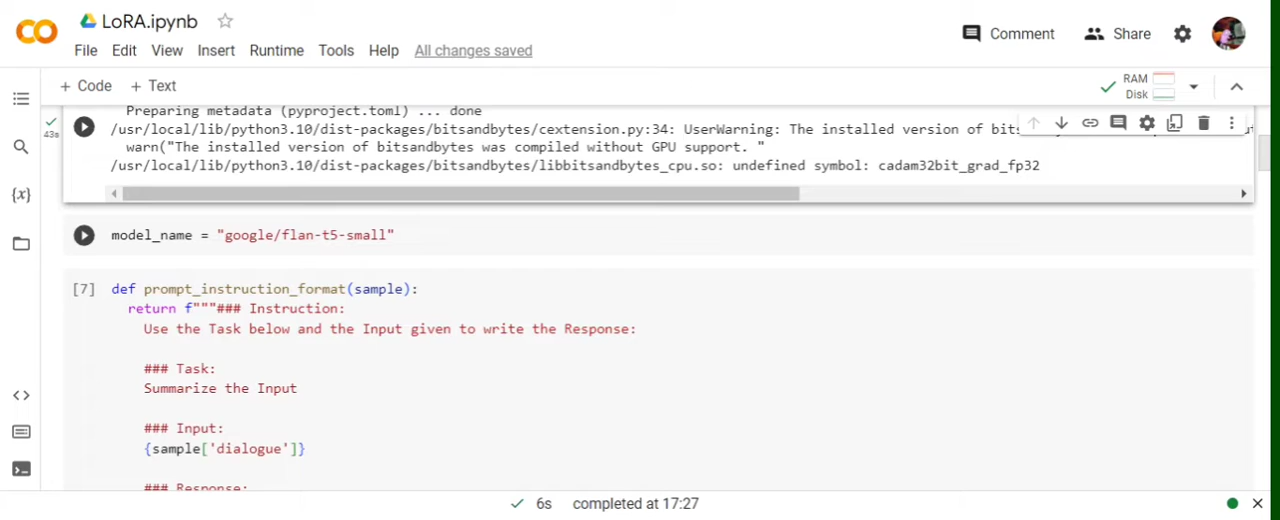 LoRA.ipynb
File Edit View Insert Runtime Tools Help All changes saved
Comment Share
+ Code + Text
RAM
Disk
43s
Preparing metadata (pyproject.toml) ... done
/usr/local/lib/python3.10/dist-packages/bitsandbytes/cextension.py:34: UserWarning: The installed version of bits
warn("The installed version of bitsandbytes was compiled without GPU support. "
/usr/local/lib/python3.10/dist-packages/bitsandbytes/libbitsandbytes_cpu.so: undefined symbol: cadam32bit_grad_fp32
{x}
model_name = "google/flan-t5-small"
[7] def prompt_instruction_format(sample):
return f"""### Instruction:
Use the Task below and the Input given to write the Response:
### Task:
Summarize the Input
### Input:
{sample['dialogue']}
### Response:
6s completed at 17:27